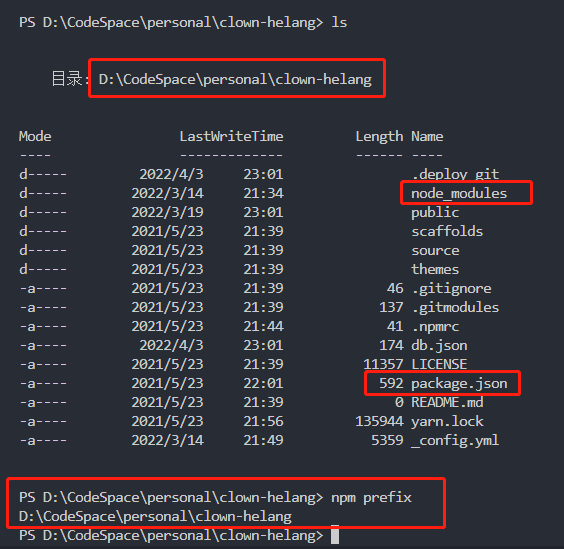 PS D:\CodeSpace\personal\clown-helang> ls
目录: D:\CodeSpace\personal\clown-helang
Mode LastWriteTime Length Name
---- ------------- ------ ----
d----- 2022/4/3 23:01 .deploy_git
d----- 2022/3/14 21:34 node_modules
d----- 2022/3/19 23:01 public
d----- 2021/5/23 21:39 scaffolds
d----- 2021/5/23 21:39 source
d----- 2021/5/23 21:39 themes
-a---- 2021/5/23 21:39 46 .gitignore
-a---- 2021/5/23 21:39 137 .gitmodules
-a---- 2021/5/23 21:44 41 .npmrc
-a---- 2022/4/3 23:01 174 db.json
-a---- 2021/5/23 21:39 11357 LICENSE
-a---- 2021/5/23 22:01 592 package.json
-a---- 2021/5/23 21:39 0 README.md
-a---- 2021/5/23 21:56 135944 yarn.lock
-a---- 2022/3/14 21:49 5359 _config.yml
PS D:\CodeSpace\personal\clown-helang> npm prefix
D:\CodeSpace\personal\clown-helang
PS D:\CodeSpace\personal\clown-helang>